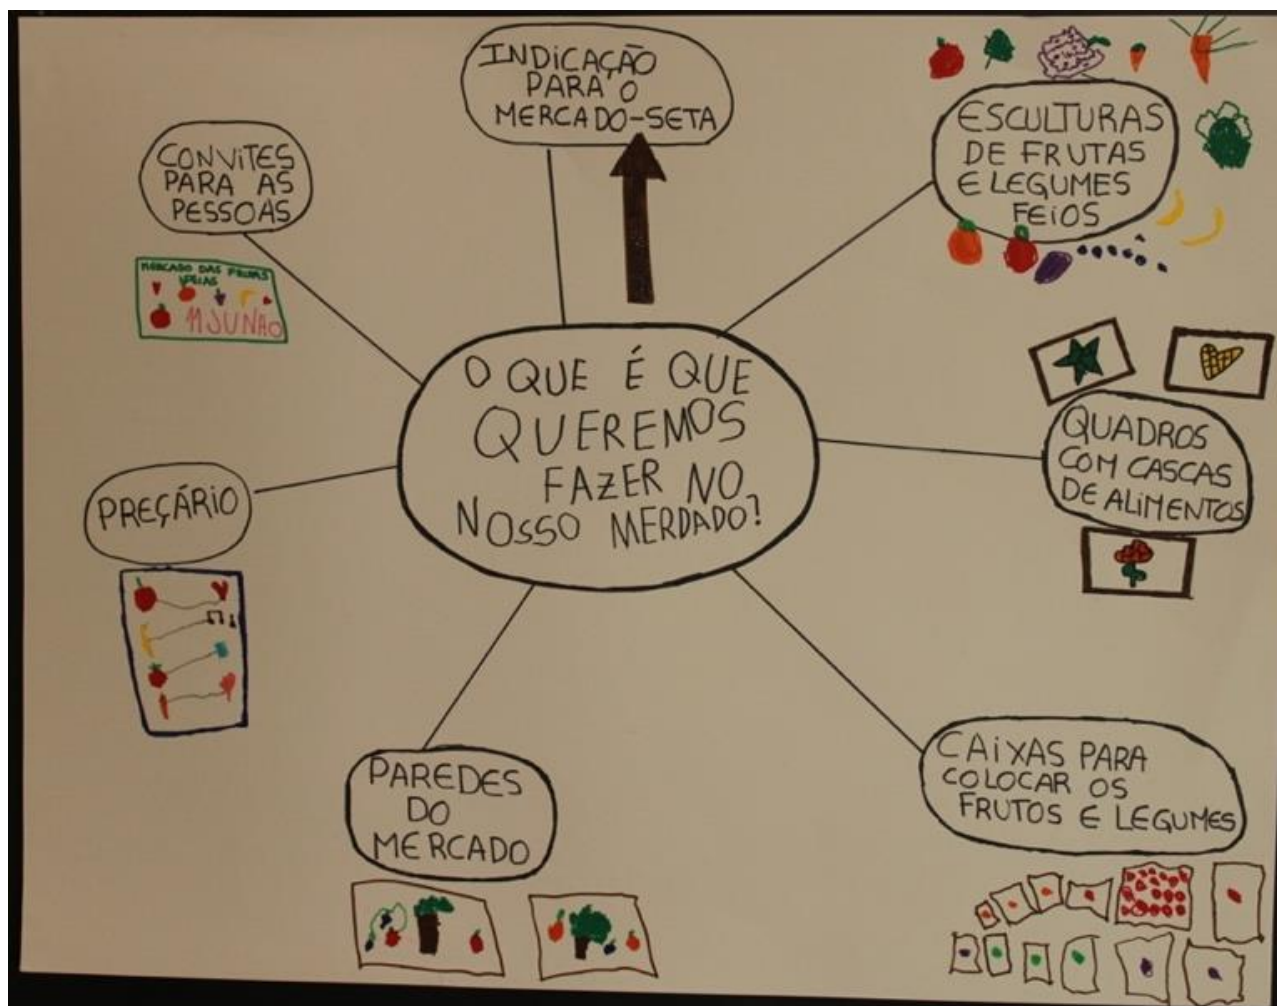 INDICAÇÃO
PARA O
MERCADO-SETA
ESCULTURAS
DE FRUTAS
E LEGUMES
FEIOS
CONVITES
PARA AS
PESSOAS
MERCADO DAS FRUTAS
FEIAS
11 JUNHO
O QUE É QUE
QUEREMOS
FAZER NO
NOSSO MERDADO?
QUADROS
COM CASCAS
DE ALIMENTOS
PREÇÁRIO
PAREDES
DO
MERCADO
CAIXAS PARA
COLOCAR OS
FRUTOS E LEGUMES